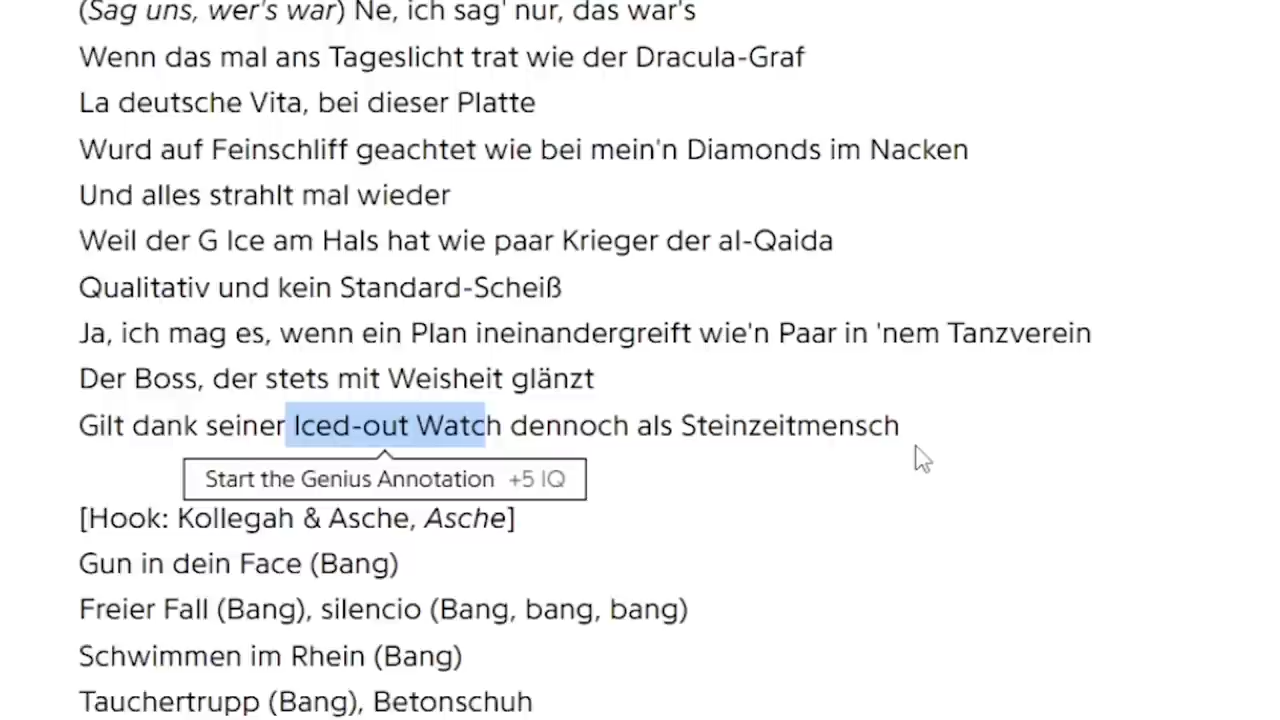 (Sag uns, wer's war) Ne, ich sag' nur, das war's
Wenn das mal ans Tageslicht trat wie der Dracula-Graf
La deutsche Vita, bei dieser Platte
Wurd auf Feinschliff geachtet wie bei mein'n Diamonds im Nacken
Und alles strahlt mal wieder
Weil der G Ice am Hals hat wie paar Krieger der al-Qaida
Qualitativ und kein Standard-Scheiß
Ja, ich mag es, wenn ein Plan ineinandergreift wie'n Paar in 'nem Tanzverein
Der Boss, der stets mit Weisheit glänzt
Gilt dank seiner Iced-out Watch dennoch als Steinzeitmensch
Start the Genius Annotation +5 IQ
[Hook: Kollegah & Asche, Asche]
Gun in dein Face (Bang)
Freier Fall (Bang), silencio (Bang, bang, bang)
Schwimmen im Rhein (Bang)
Tauchertrupp (Bang), Betonschuh